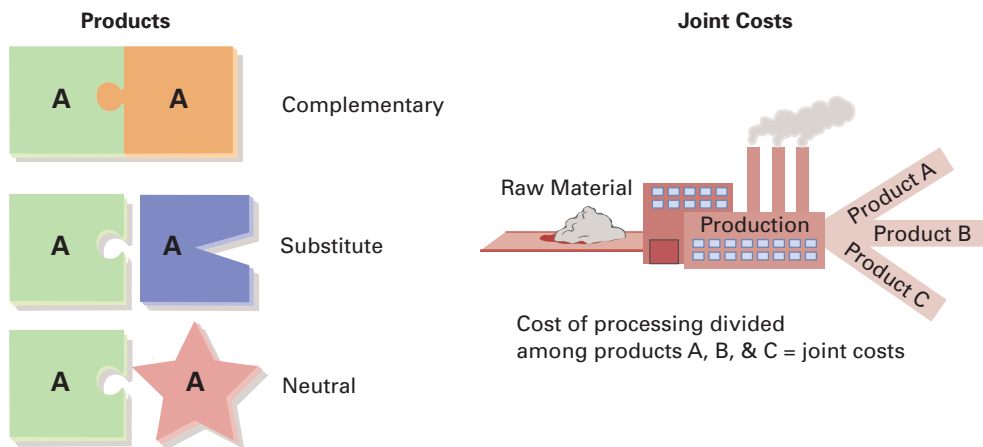 Products
A
A
Complementary
A
A
Substitute
A
A
Neutral
Joint Costs
Raw Material
Production
Product A
Product B
Product C
Cost of processing divided
among products A, B, & C = joint costs